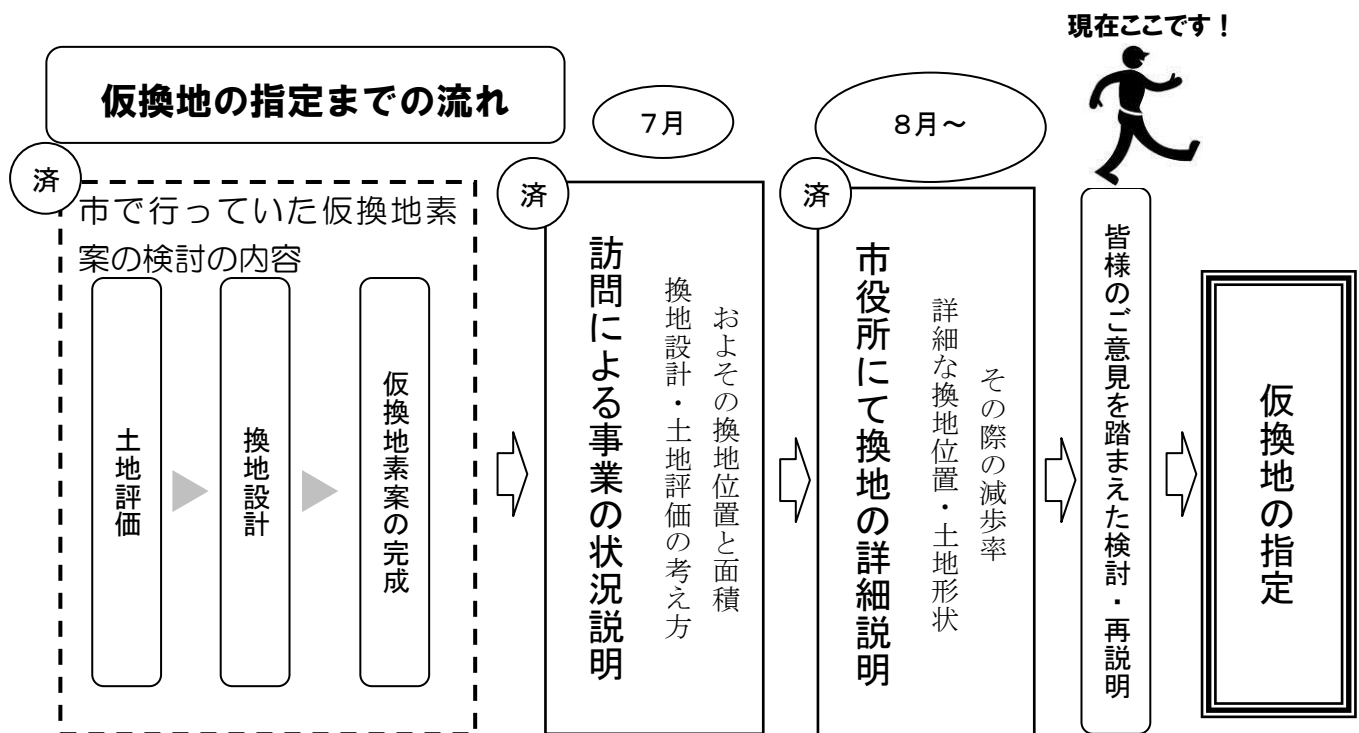 現在ここです！
仮換地の指定までの流れ
7月
8月～
済
市で行っていた仮換地素
案の検討の内容
土地評価
換地設計
仮換地素案の完成
済
訪問による事業の状況説明
換地設計・土地評価の考え方
およその換地位置と面積
済
市役所にて換地の詳細説明
詳細な換地位置・土地形状
その際の減歩率
皆様のご意見を踏まえた検討・再説明
仮換地の指定